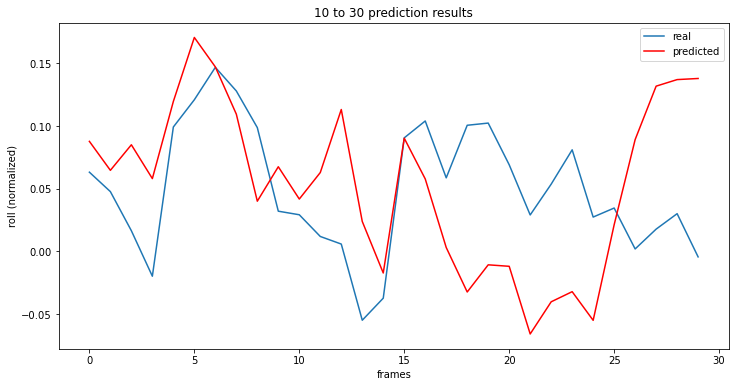 10 to 30 prediction results
real
predicted
0.15
0.10
0.05
0.00
−0.05
roll (normalized)
0 5 10 15 20 25 30
frames